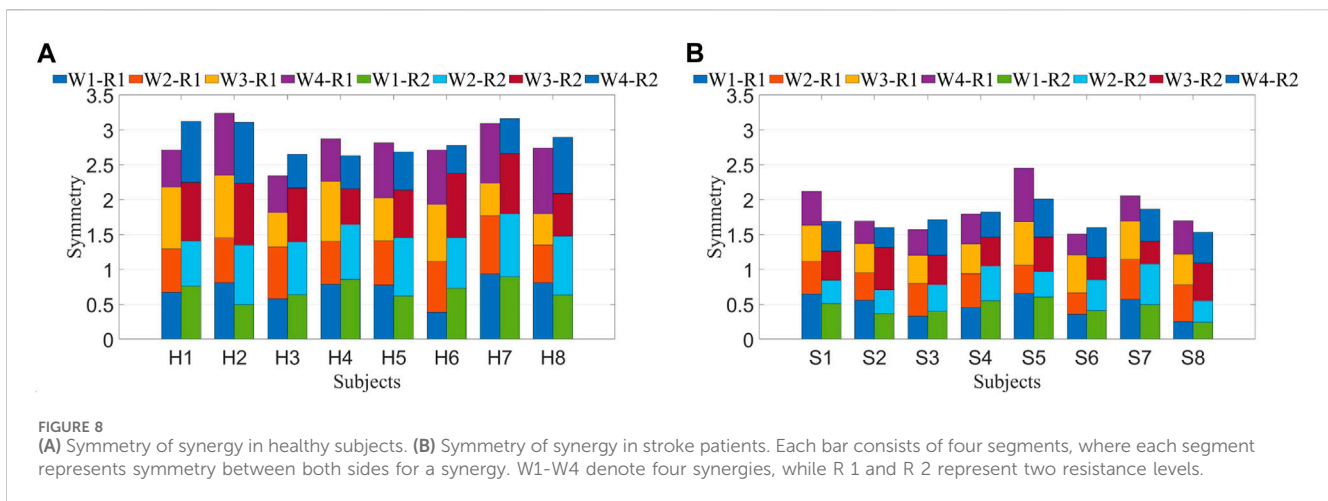 A
W1-R1 W2-R1 W3-R1 W4-R1 W1-R2 W2-R2 W3-R2 W4-R2
3.5
3
2.5
2
1.5
1
0.5
0
Symmetry
H1 H2 H3 H4 H5 H6 H7 H8
Subjects
B
W1-R1 W2-R1 W3-R1 W4-R1 W1-R2 W2-R2 W3-R2 W4-R2
3.5
3
2.5
2
1.5
1
0.5
0
Symmetry
S1 S2 S3 S4 S5 S6 S7 S8
Subjects
FIGURE 8
(A) Symmetry of synergy in healthy subjects. (B) Symmetry of synergy in stroke patients. Each bar consists of four segments, where each segment
represents symmetry between both sides for a synergy. W1-W4 denote four synergies, while R 1 and R 2 represent two resistance levels.